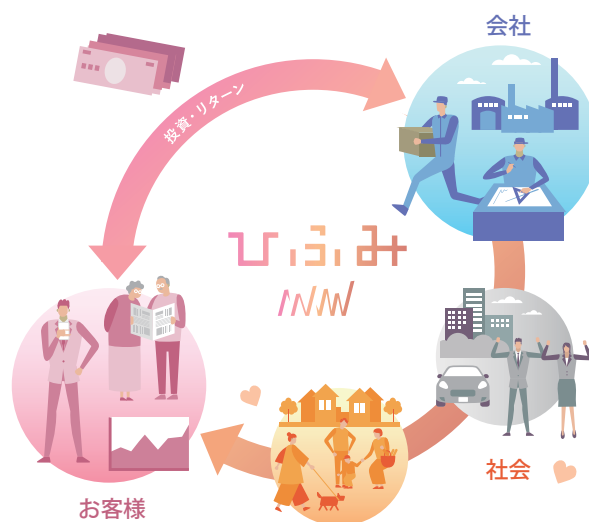 会社
投資・リターン
ひふみ
社会
お客様